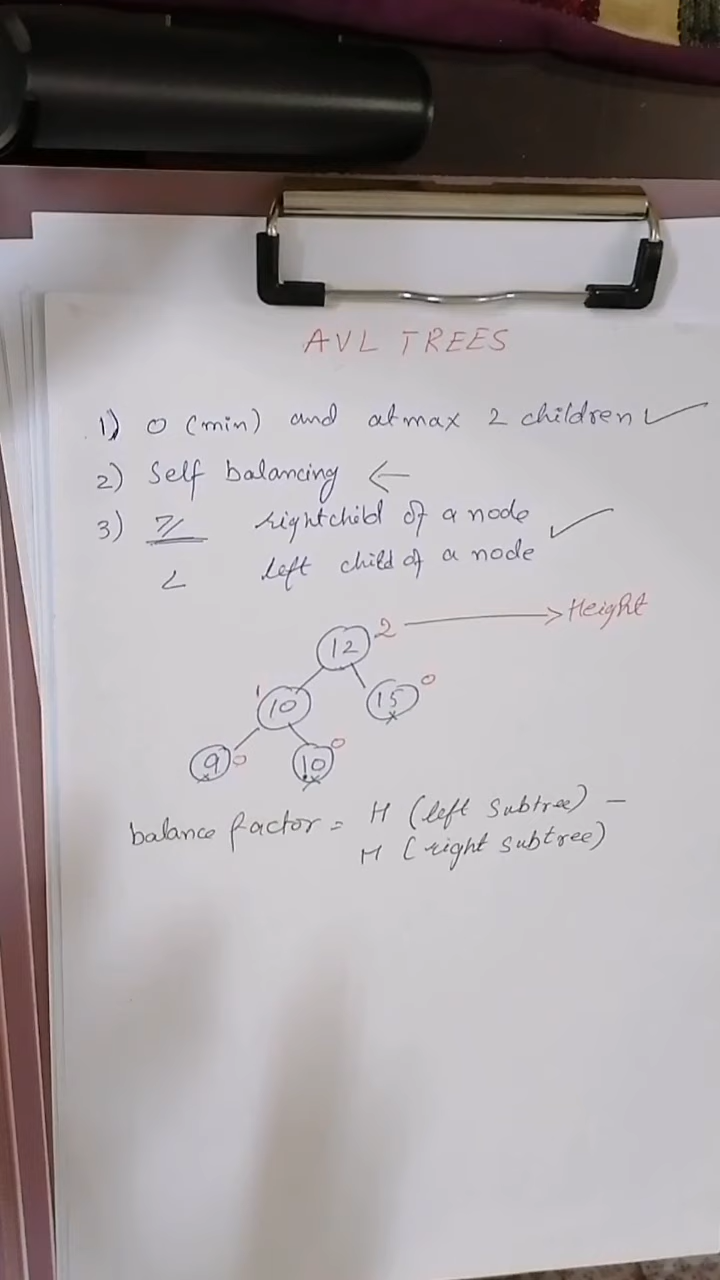 AVL TREES
1) 0 (min) and atmax 2 children ✓
2) Self balancing ←
3) ≥ rightchild of a node ✓
< left child of a node
12 2 → Height
1 10 15 0
9 0 10 0
balance factor = H (left subtree) -
H (right subtree)